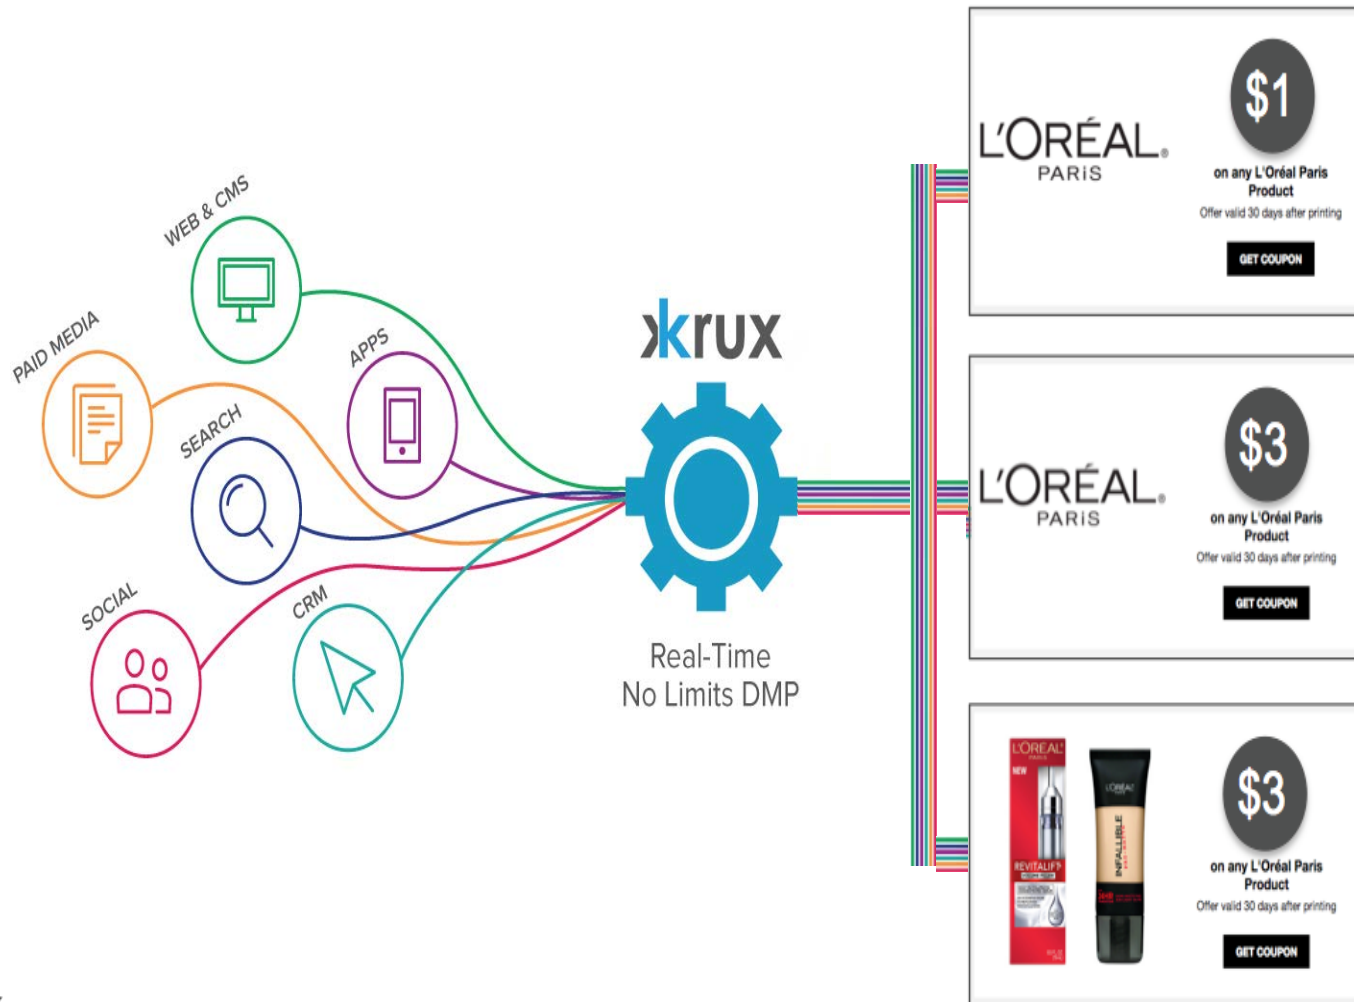 WEB & CMS
PAID MEDIA
APPS
SEARCH
SOCIAL
CRM
krux
Real-Time
No Limits DMP
L'ORÉAL®
PARiS
$1
on any L'Oréal Paris
Product
Offer valid 30 days after printing
GET COUPON
L'ORÉAL®
PARiS
$3
on any L'Oréal Paris
Product
Offer valid 30 days after printing
GET COUPON
L'ORÉAL
PARIS
NEW
REVITALIFT
L'ORÉAL
INFALLIBLE
$3
on any L'Oréal Paris
Product
Offer valid 30 days after printing
GET COUPON